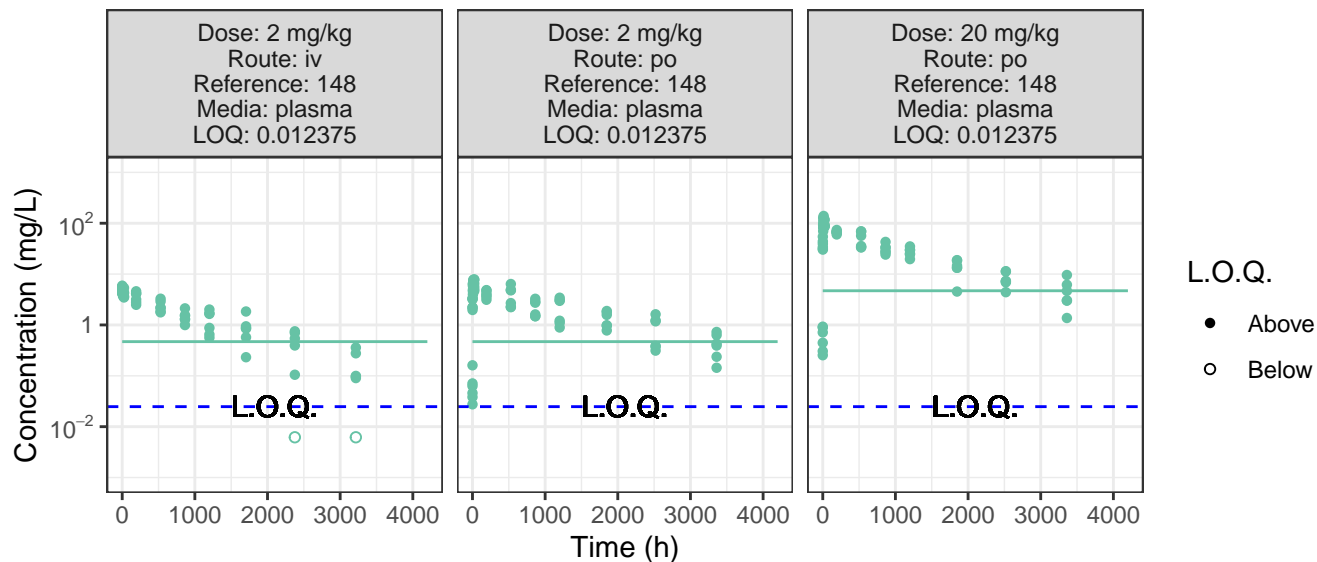 Dose: 2 mg/kg
Route: iv
Reference: 148
Media: plasma
LOQ: 0.012375
Dose: 2 mg/kg
Route: po
Reference: 148
Media: plasma
LOQ: 0.012375
Dose: 20 mg/kg
Route: po
Reference: 148
Media: plasma
LOQ: 0.012375
Concentration (mg/L)
10²
1
10⁻²
L.O.Q.
L.O.Q.
L.O.Q.
0 1000 2000 3000 4000
0 1000 2000 3000 4000
0 1000 2000 3000 4000
Time (h)
L.O.Q.
Above
Below